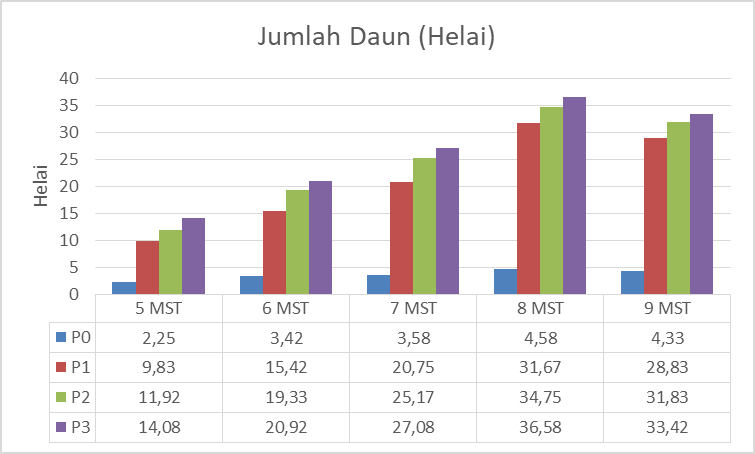 Jumlah Daun (Helai)
Helai
40
35
30
25
20
15
10
5
0
5 MST 6 MST 7 MST 8 MST 9 MST
P0 2,25 3,42 3,58 4,58 4,33
P1 9,83 15,42 20,75 31,67 28,83
P2 11,92 19,33 25,17 34,75 31,83
P3 14,08 20,92 27,08 36,58 33,42